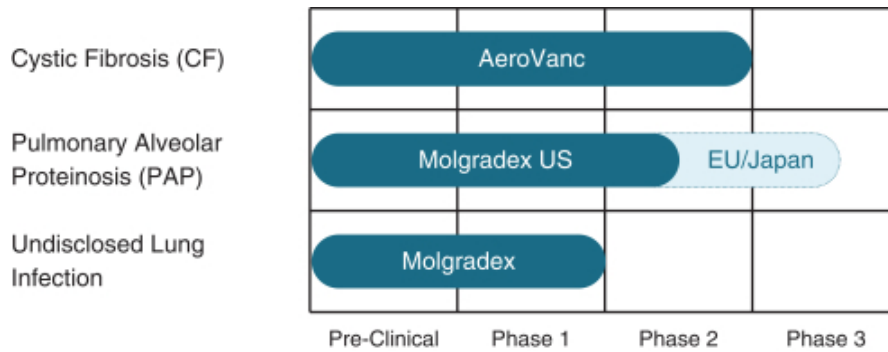 Cystic Fibrosis (CF)
AeroVanc
Pulmonary Alveolar
Proteinosis (PAP)
Molgradex US
EU/Japan
Undisclosed Lung
Infection
Molgradex
Pre-Clinical
Phase 1
Phase 2
Phase 3